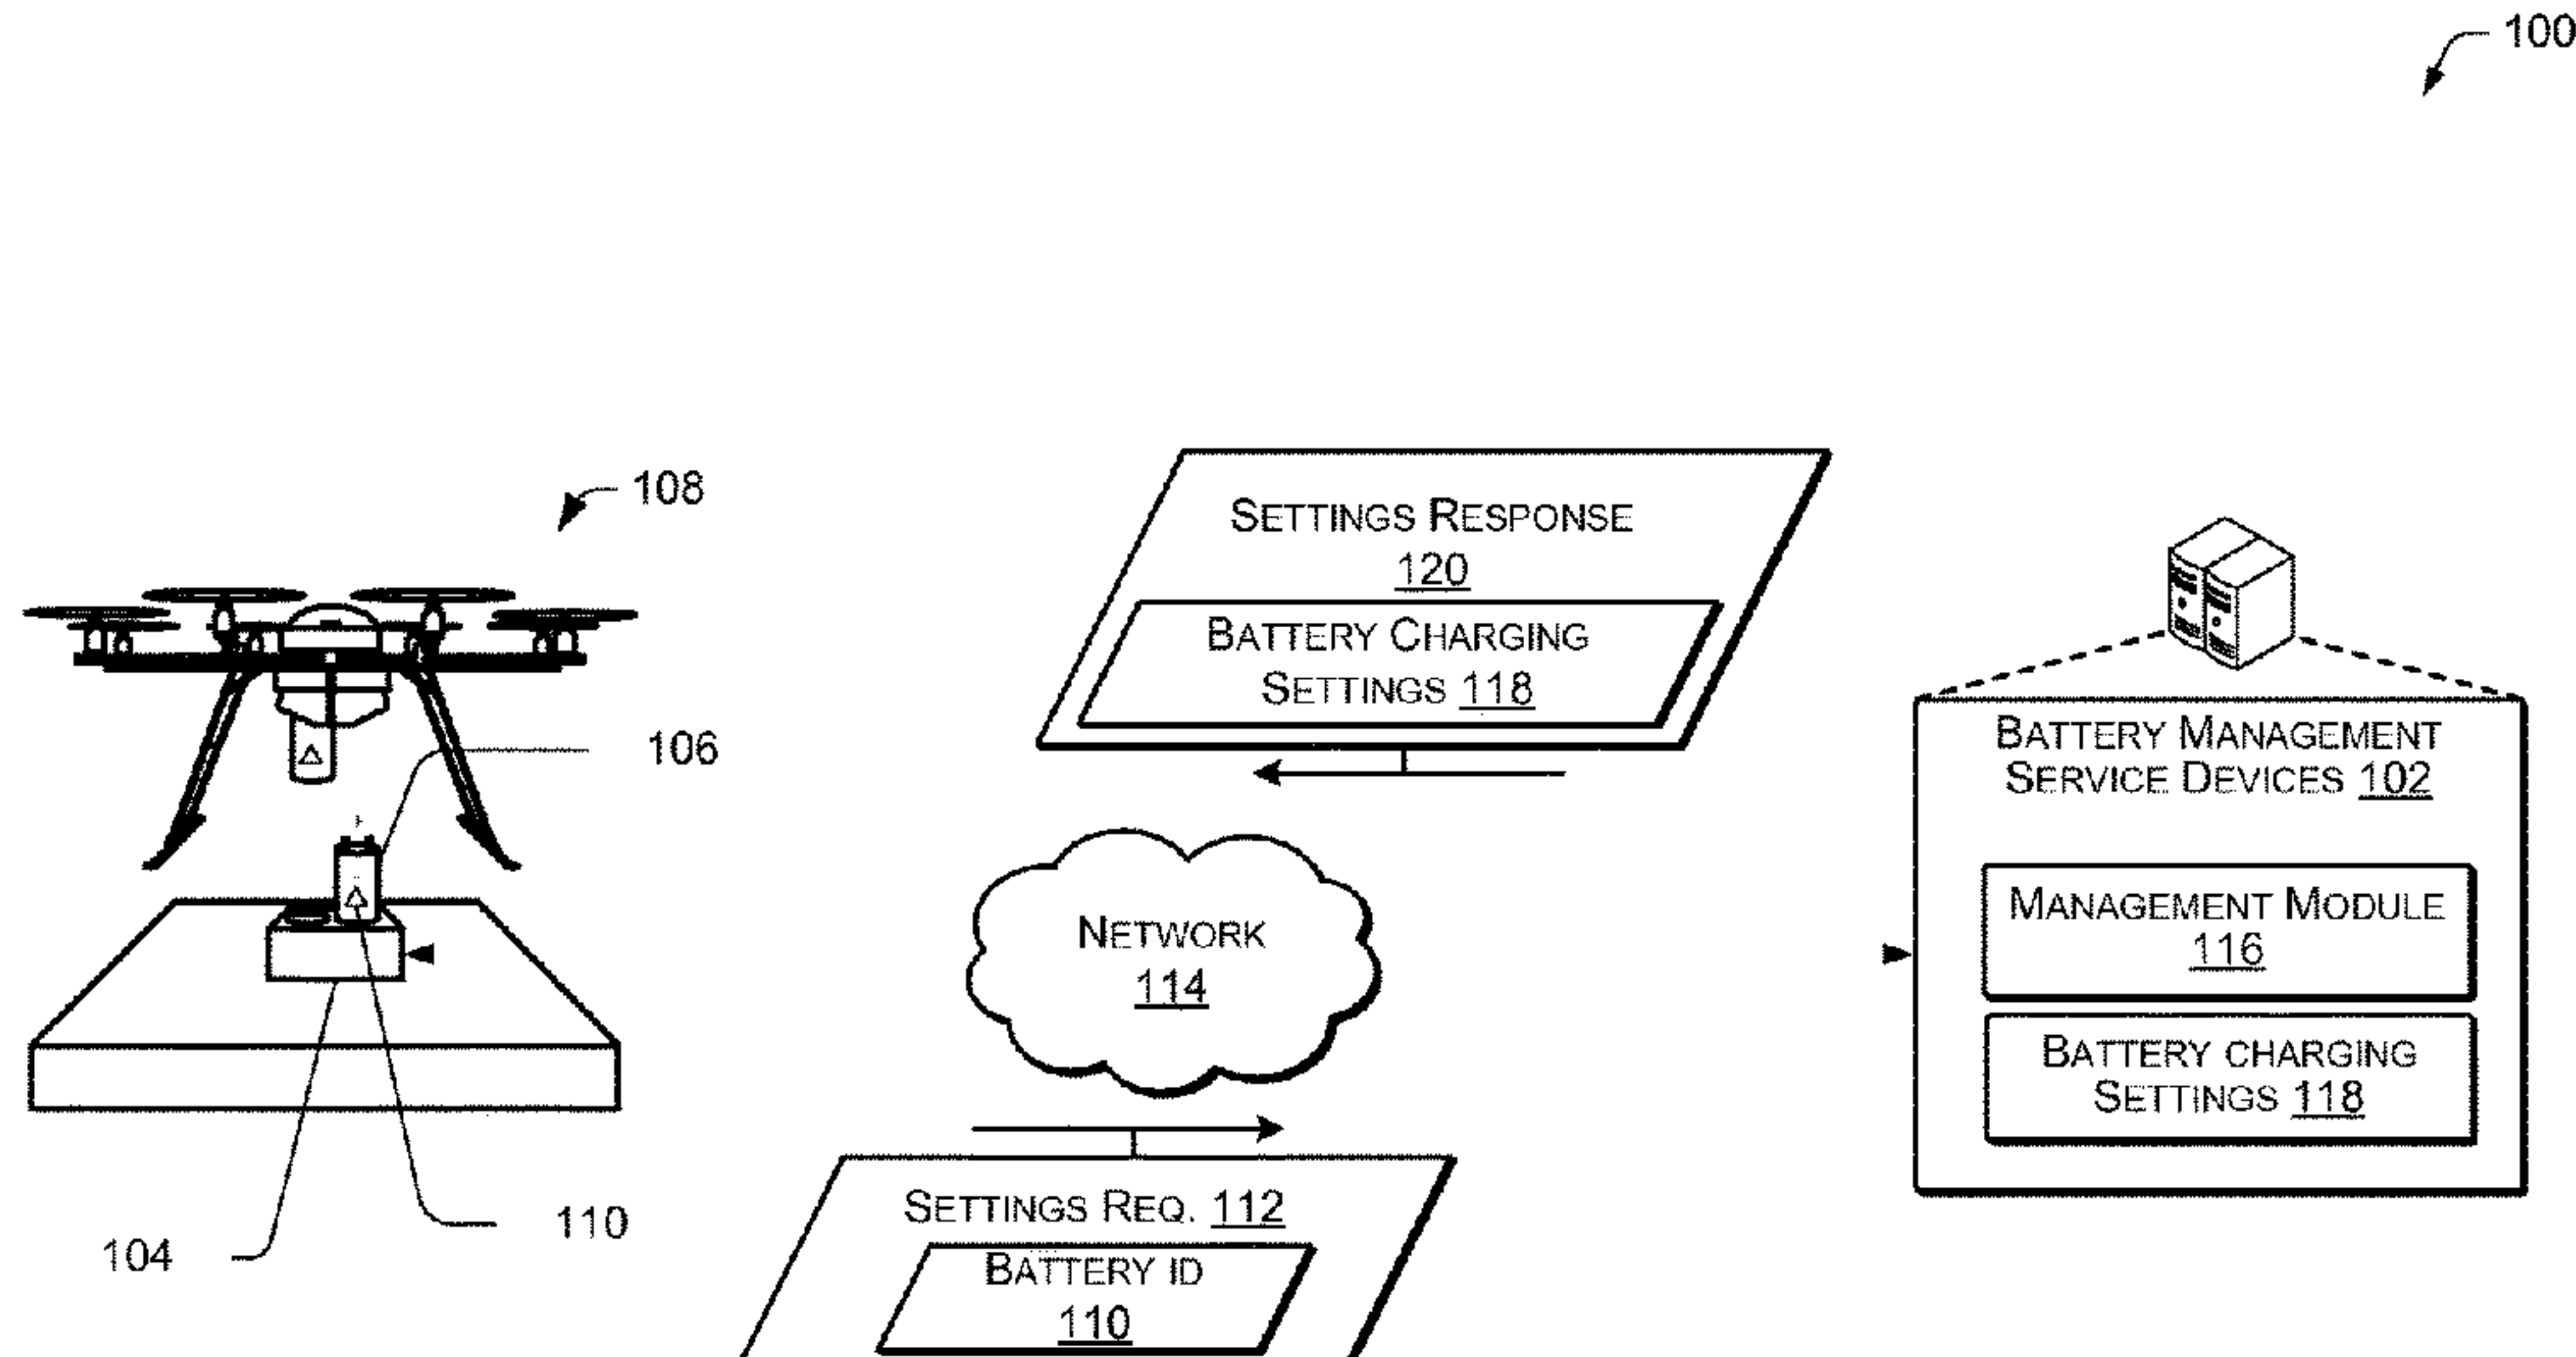 100
108
SETTINGS RESPONSE
120
BATTERY CHARGING
SETTINGS 118
106
BATTERY MANAGEMENT
SERVICE DEVICES 102
MANAGEMENT MODULE
116
NETWORK
114
BATTERY CHARGING
SETTINGS 118
SETTINGS REQ. 112
110
104
BATTERY ID
110